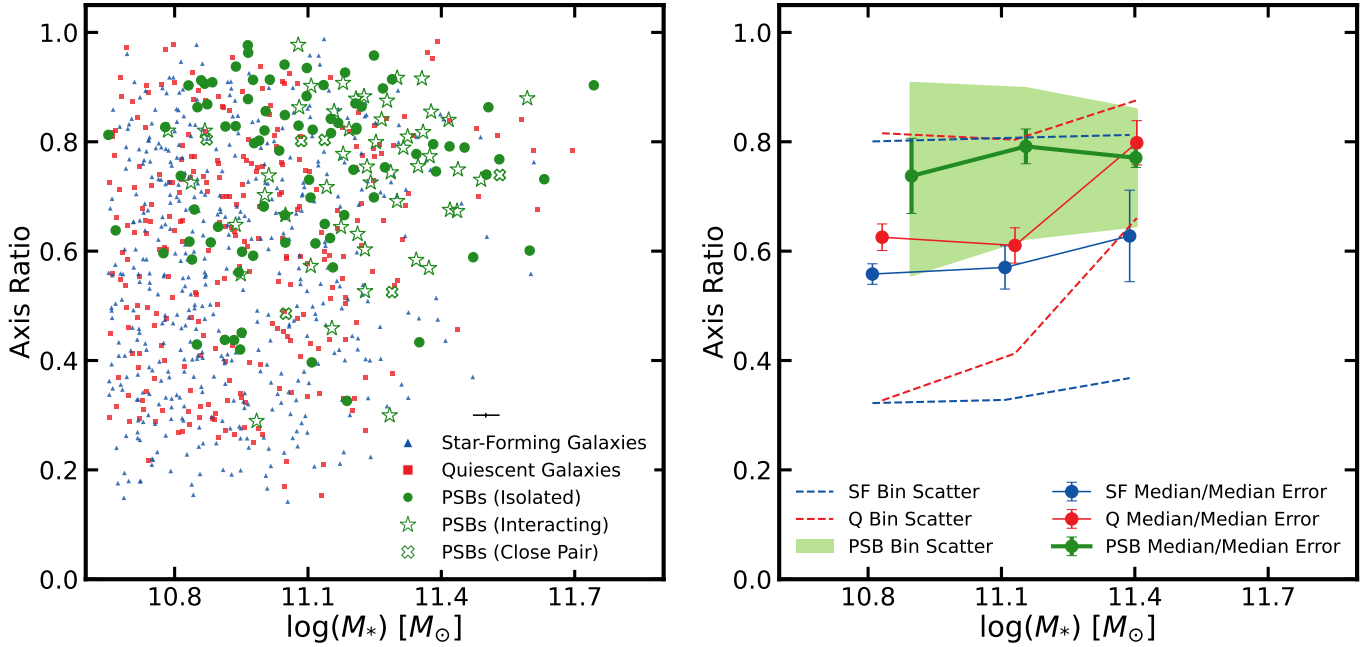 1.0
0.8
0.6
0.4
0.2
0.0
Axis Ratio
10.8
11.1
11.4
11.7
log(M*) [M⊙]
Star-Forming Galaxies
Quiescent Galaxies
PSBs (Isolated)
PSBs (Interacting)
PSBs (Close Pair)
1.0
0.8
0.6
0.4
0.2
0.0
Axis Ratio
10.8
11.1
11.4
11.7
log(M*) [M⊙]
SF Bin Scatter
Q Bin Scatter
PSB Bin Scatter
SF Median/Median Error
Q Median/Median Error
PSB Median/Median Error